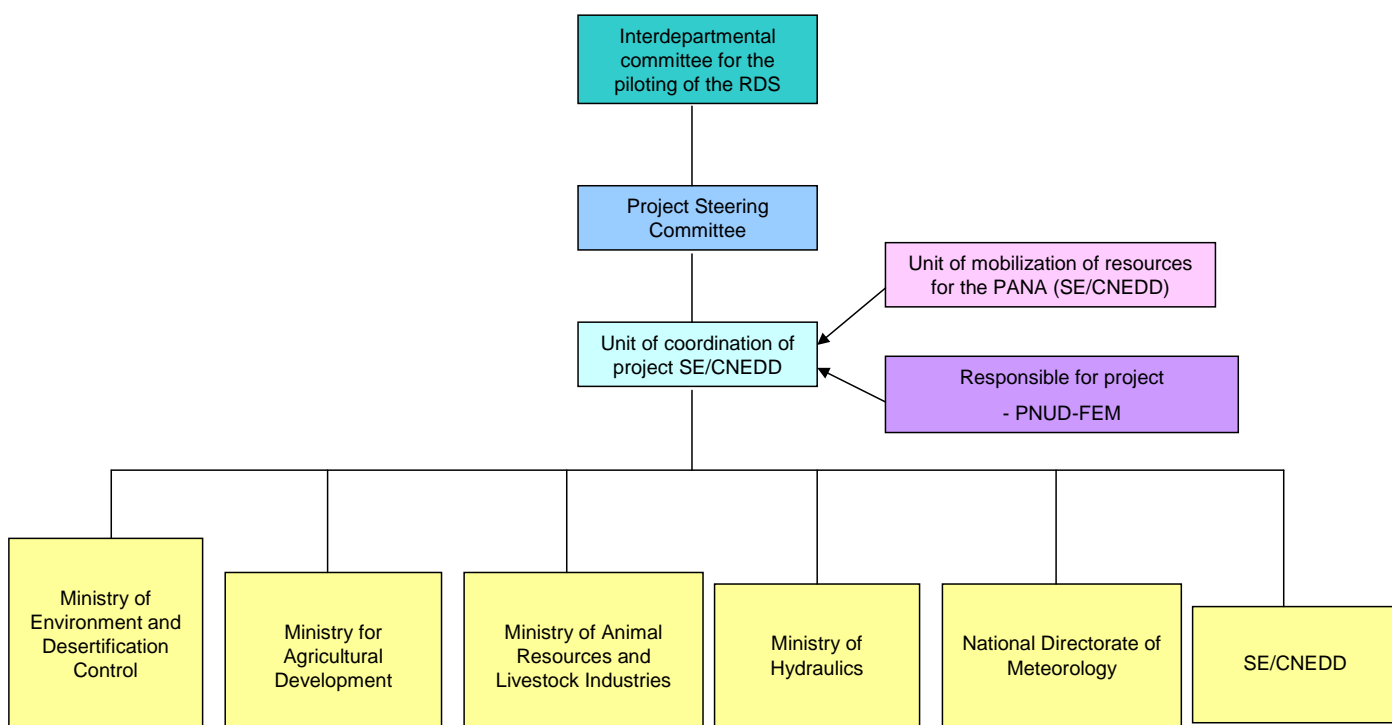 Interdepartmental
committee for the
piloting of the RDS
Project Steering
Committee
Unit of mobilization of resources
for the PANA (SE/CNEDD)
Unit of coordination of
project SE/CNEDD
Responsible for project
- PNUD-FEM
Ministry of
Environment and
Desertification
Control
Ministry for
Agricultural
Development
Ministry of Animal
Resources and
Livestock Industries
Ministry of
Hydraulics
National Directorate of
Meteorology
SE/CNEDD